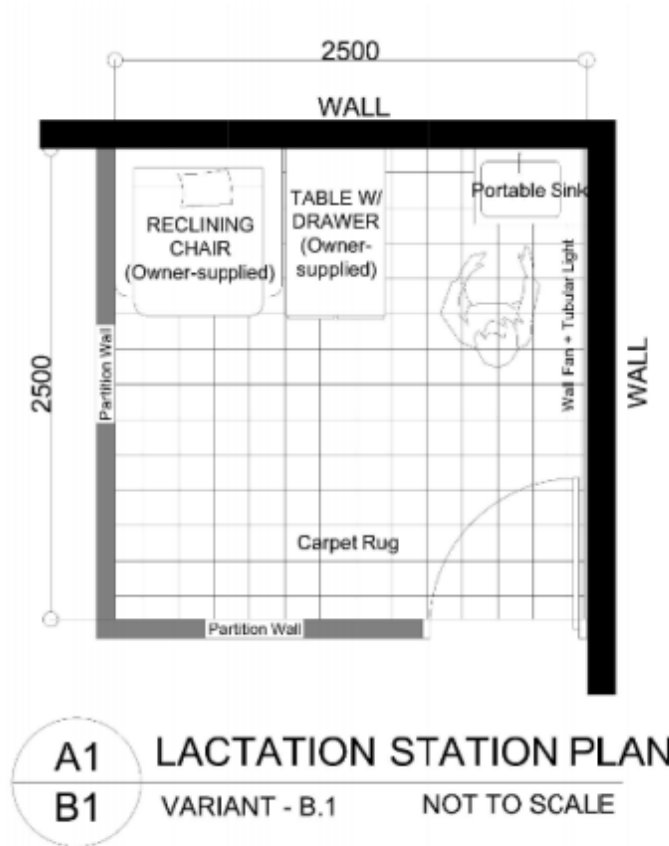 2500
WALL
Portable Sink
TABLE W/
DRAWER
(Owner-
supplied)
RECLINING
CHAIR
(Owner-supplied)
Wall Fan + Tubular Light
WALL
2500
Partition Wall
Carpet Rug
Partition Wall
A1
LACTATION STATION PLAN
B1
VARIANT - B.1
NOT TO SCALE